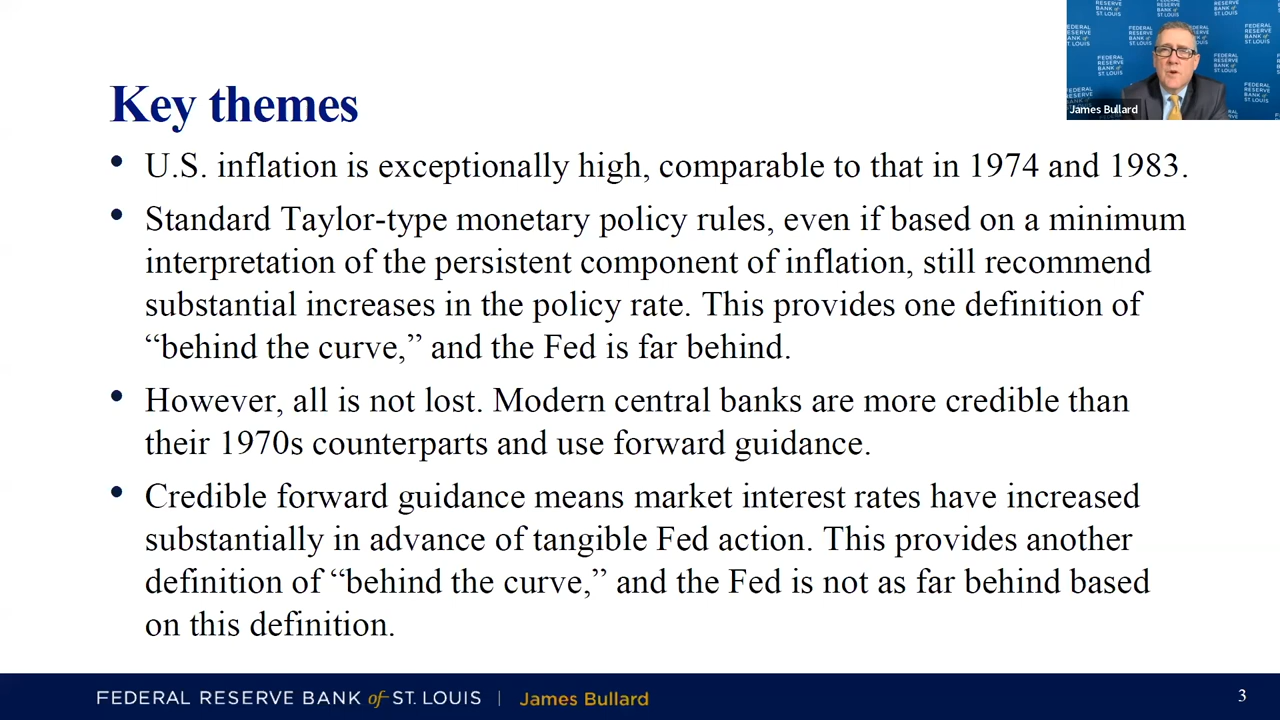 Key themes
• U.S. inflation is exceptionally high, comparable to that in 1974 and 1983.
• Standard Taylor-type monetary policy rules, even if based on a minimum
interpretation of the persistent component of inflation, still recommend
substantial increases in the policy rate. This provides one definition of
“behind the curve,” and the Fed is far behind.
• However, all is not lost. Modern central banks are more credible than
their 1970s counterparts and use forward guidance.
• Credible forward guidance means market interest rates have increased
substantially in advance of tangible Fed action. This provides another
definition of “behind the curve,” and the Fed is not as far behind based
on this definition.
FEDERAL RESERVE BANK of ST. LOUIS | James Bullard
3
FEDERAL RESERVE
BANK of
ST. LOUIS
James Bullard